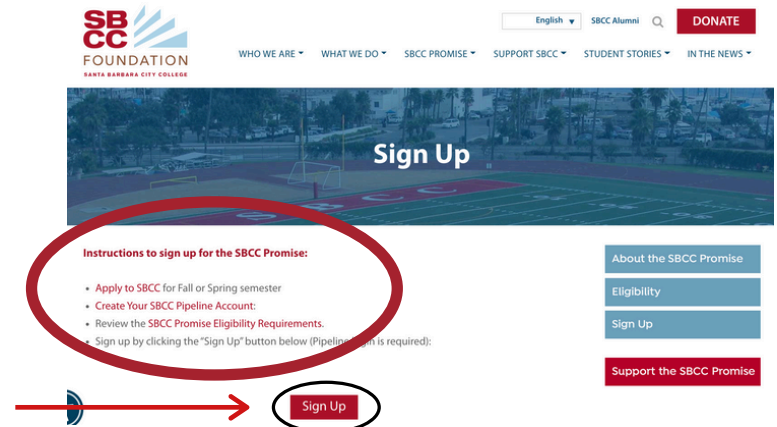 SB
CC
FOUNDATION
SANTA BARBARA CITY COLLEGE
English
SBCC Alumni
DONATE
WHO WE ARE
WHAT WE DO
SBCC PROMISE
SUPPORT SBCC
STUDENT STORIES
IN THE NEWS
Sign Up
SBCC
Instructions to sign up for the SBCC Promise:
• Apply to SBCC for Fall or Spring semester
• Create Your SBCC Pipeline Account:
• Review the SBCC Promise Eligibility Requirements.
• Sign up by clicking the "Sign Up" button below (Pipeline login is required):
Sign Up
About the SBCC Promise
Eligibility
Sign Up
Support the SBCC Promise